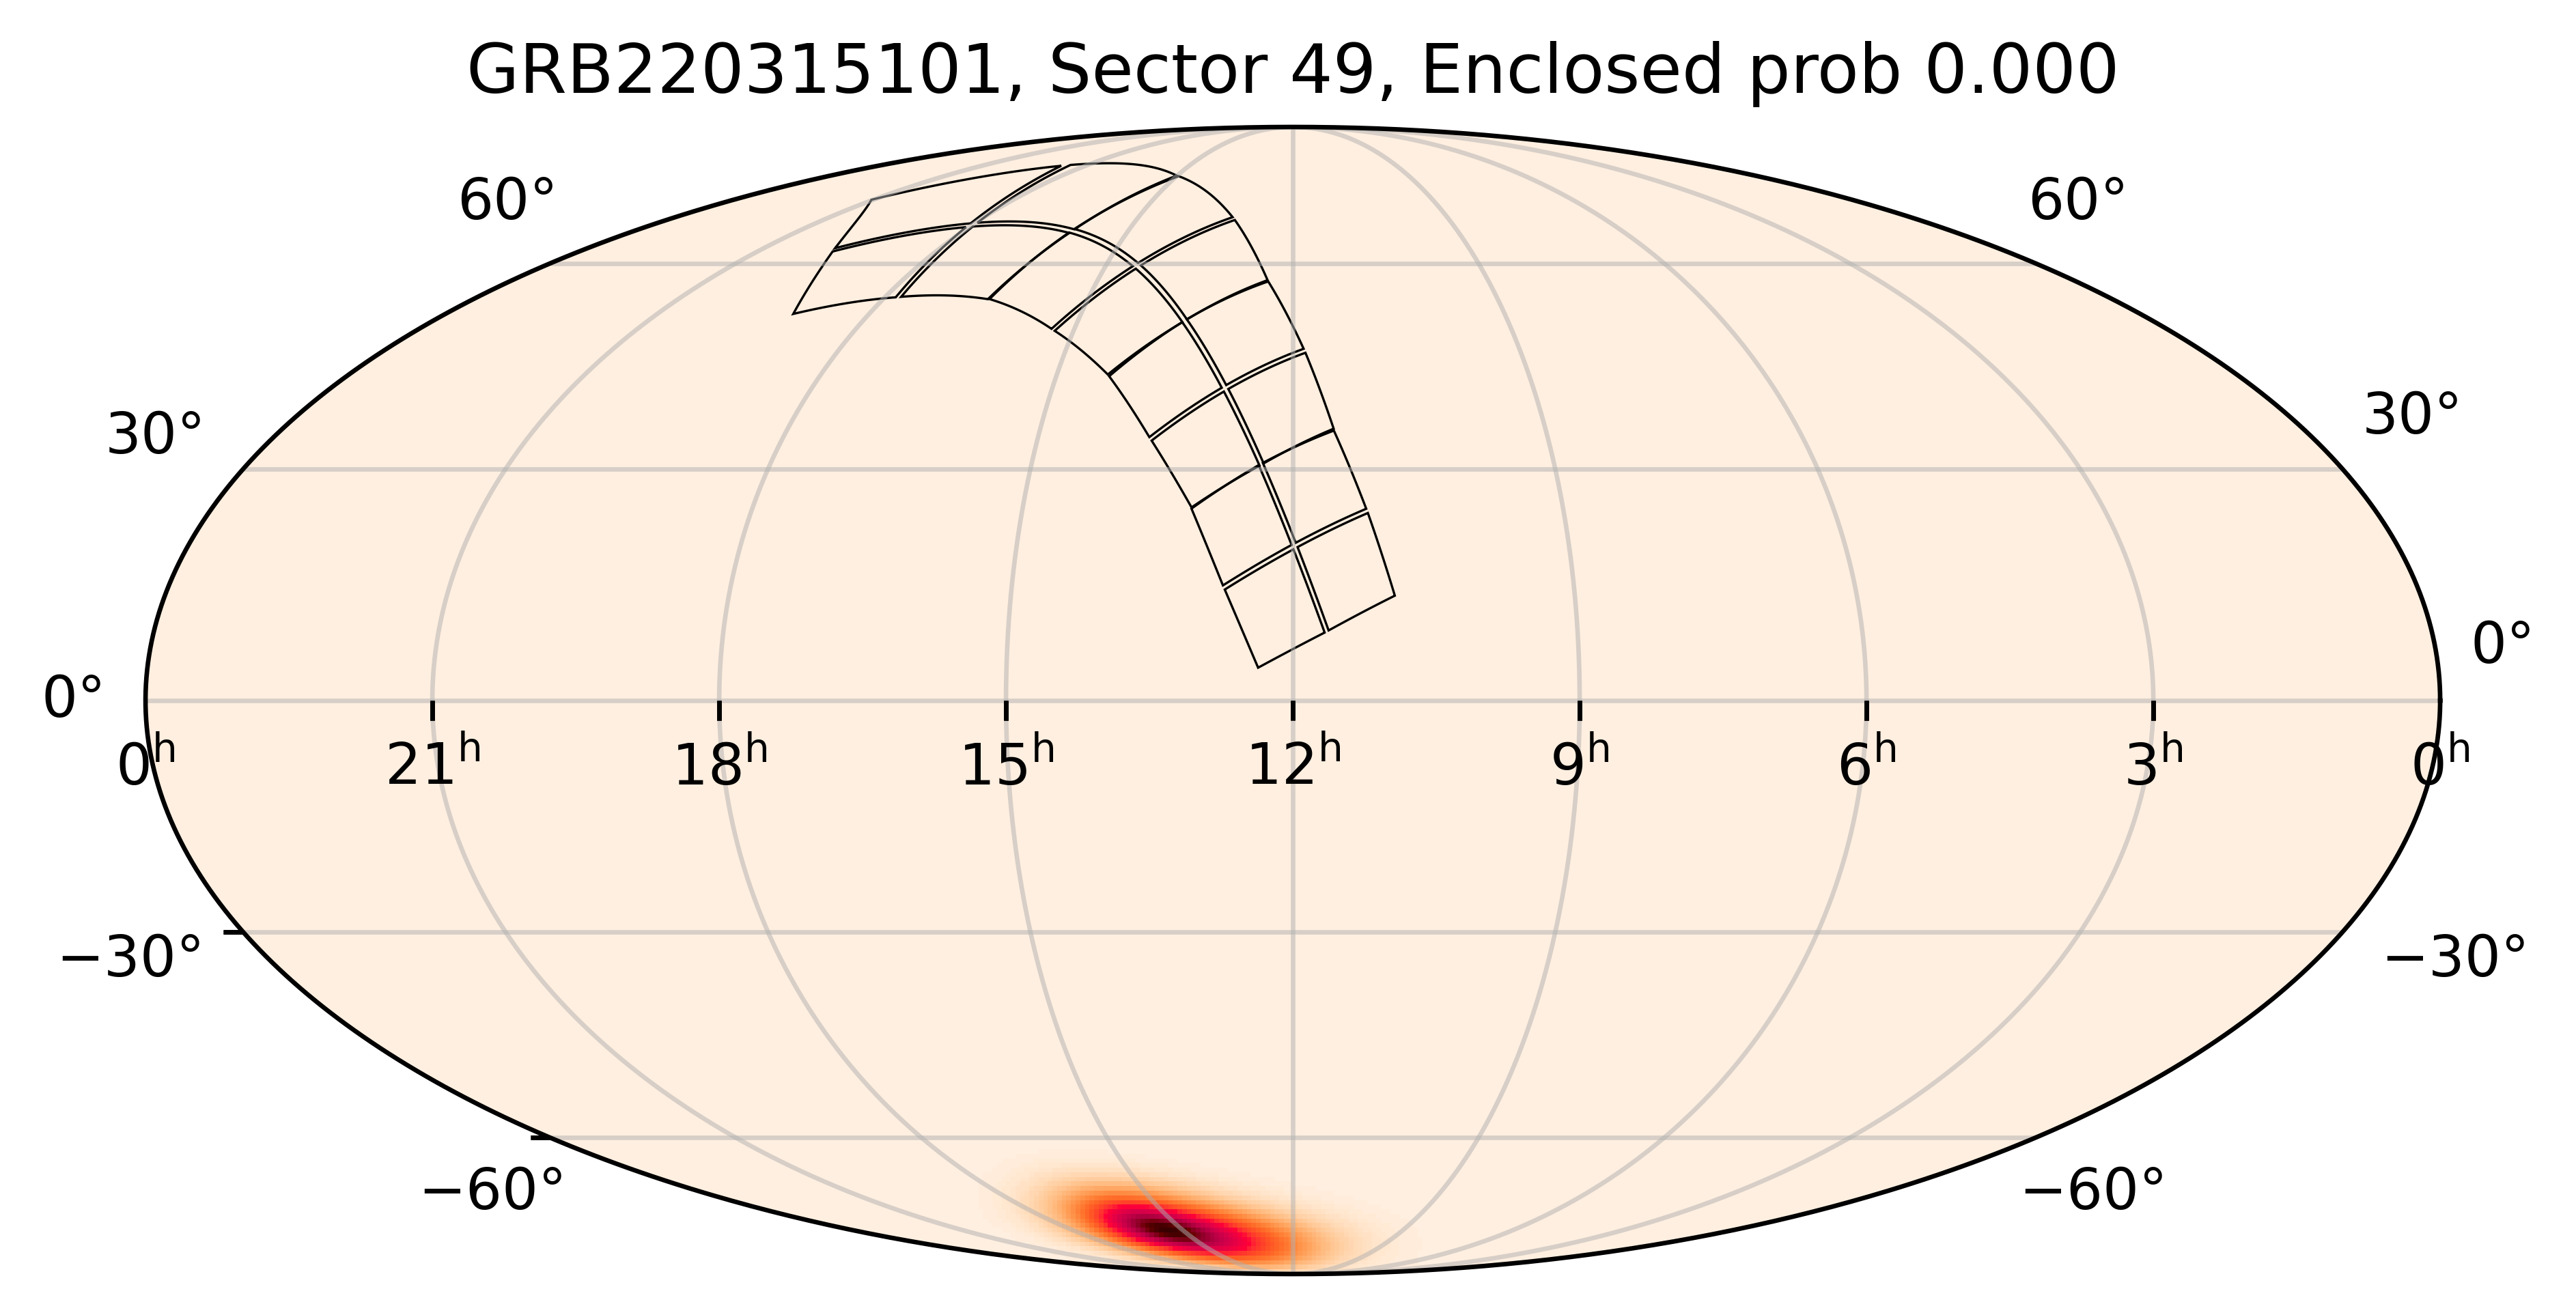 GRB220315101, Sector 49, Enclosed prob 0.000
60° 60°
30° 30°
0° 0°
0h 21h 18h 15h 12h 9h 6h 3h 0h
−30° −30°
−60° −60°